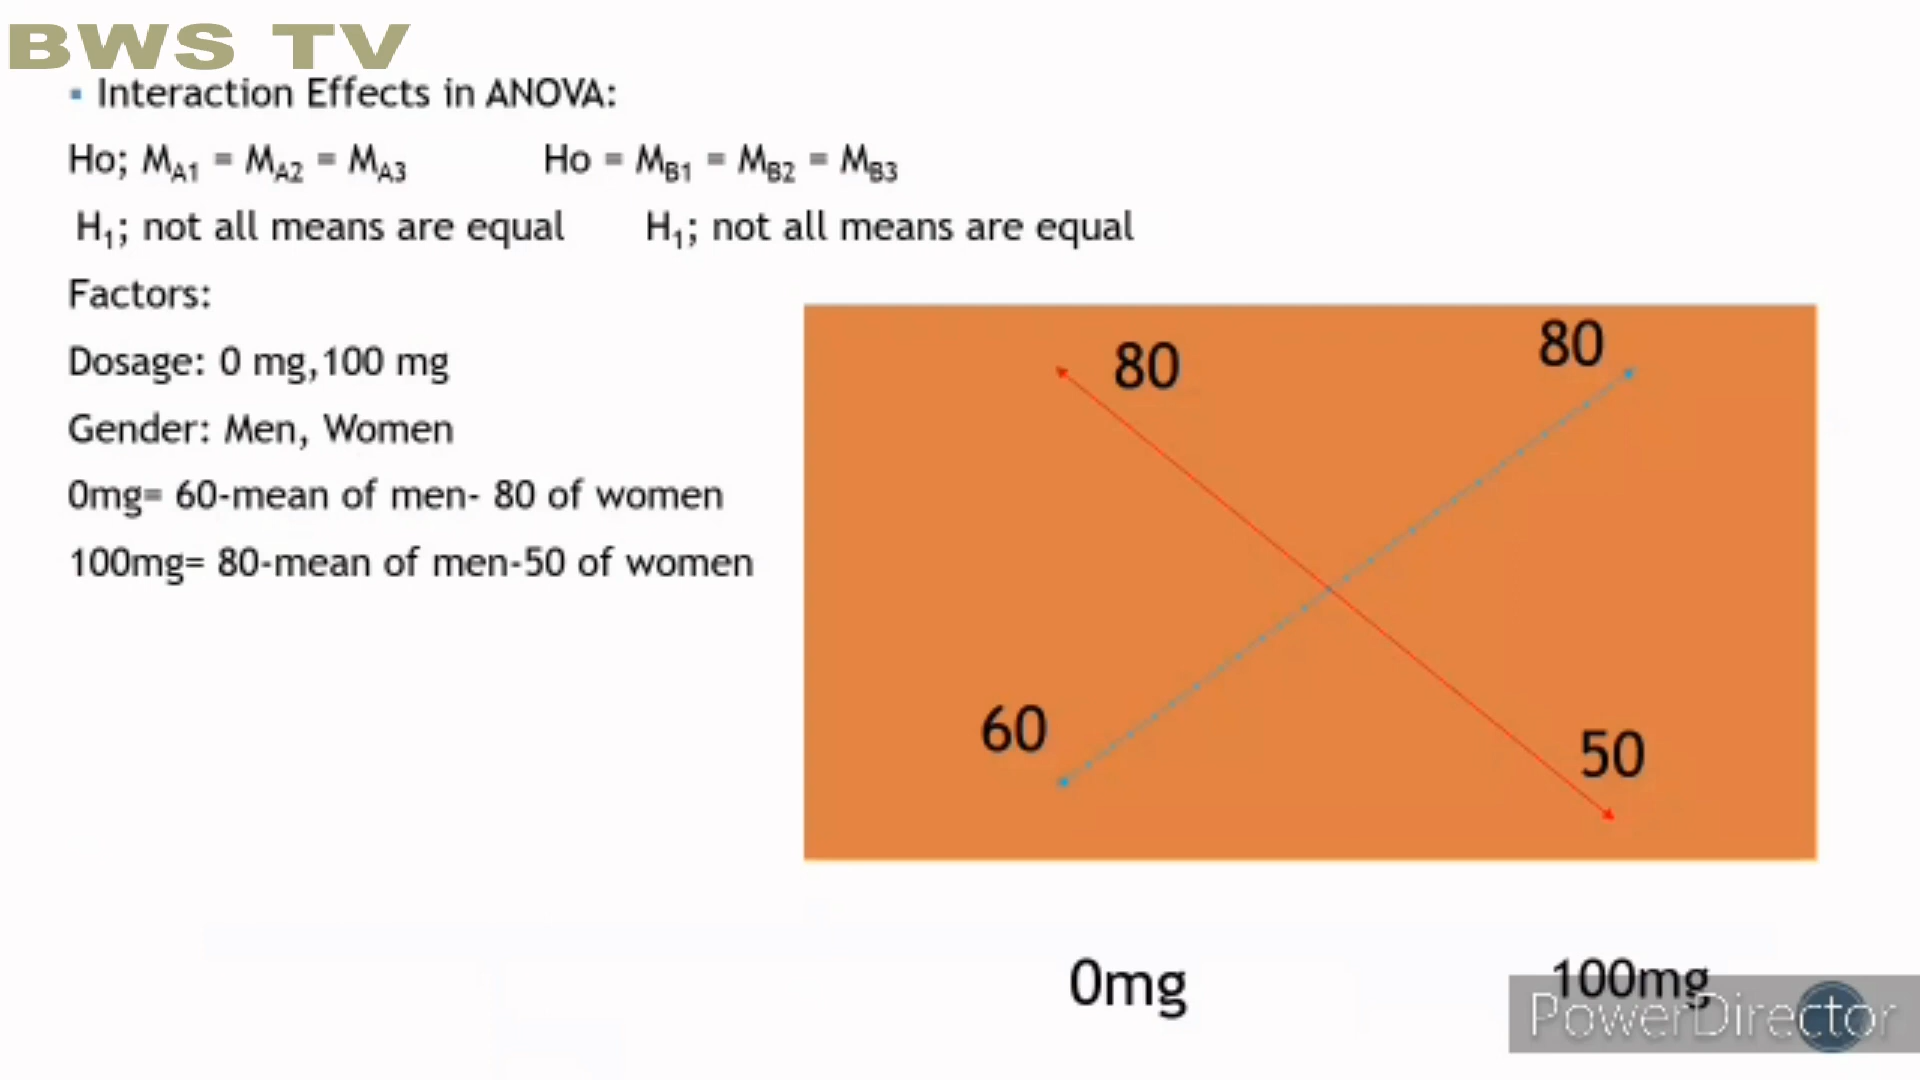 BWS TV
▪ Interaction Effects in ANOVA:
Ho; M_A1 = M_A2 = M_A3 Ho = M_B1 = M_B2 = M_B3
H₁; not all means are equal H₁; not all means are equal
Factors:
Dosage: 0 mg,100 mg
Gender: Men, Women
0mg= 60-mean of men- 80 of women
100mg= 80-mean of men-50 of women
80 80
60 50
0mg 100mg
PowerDirector